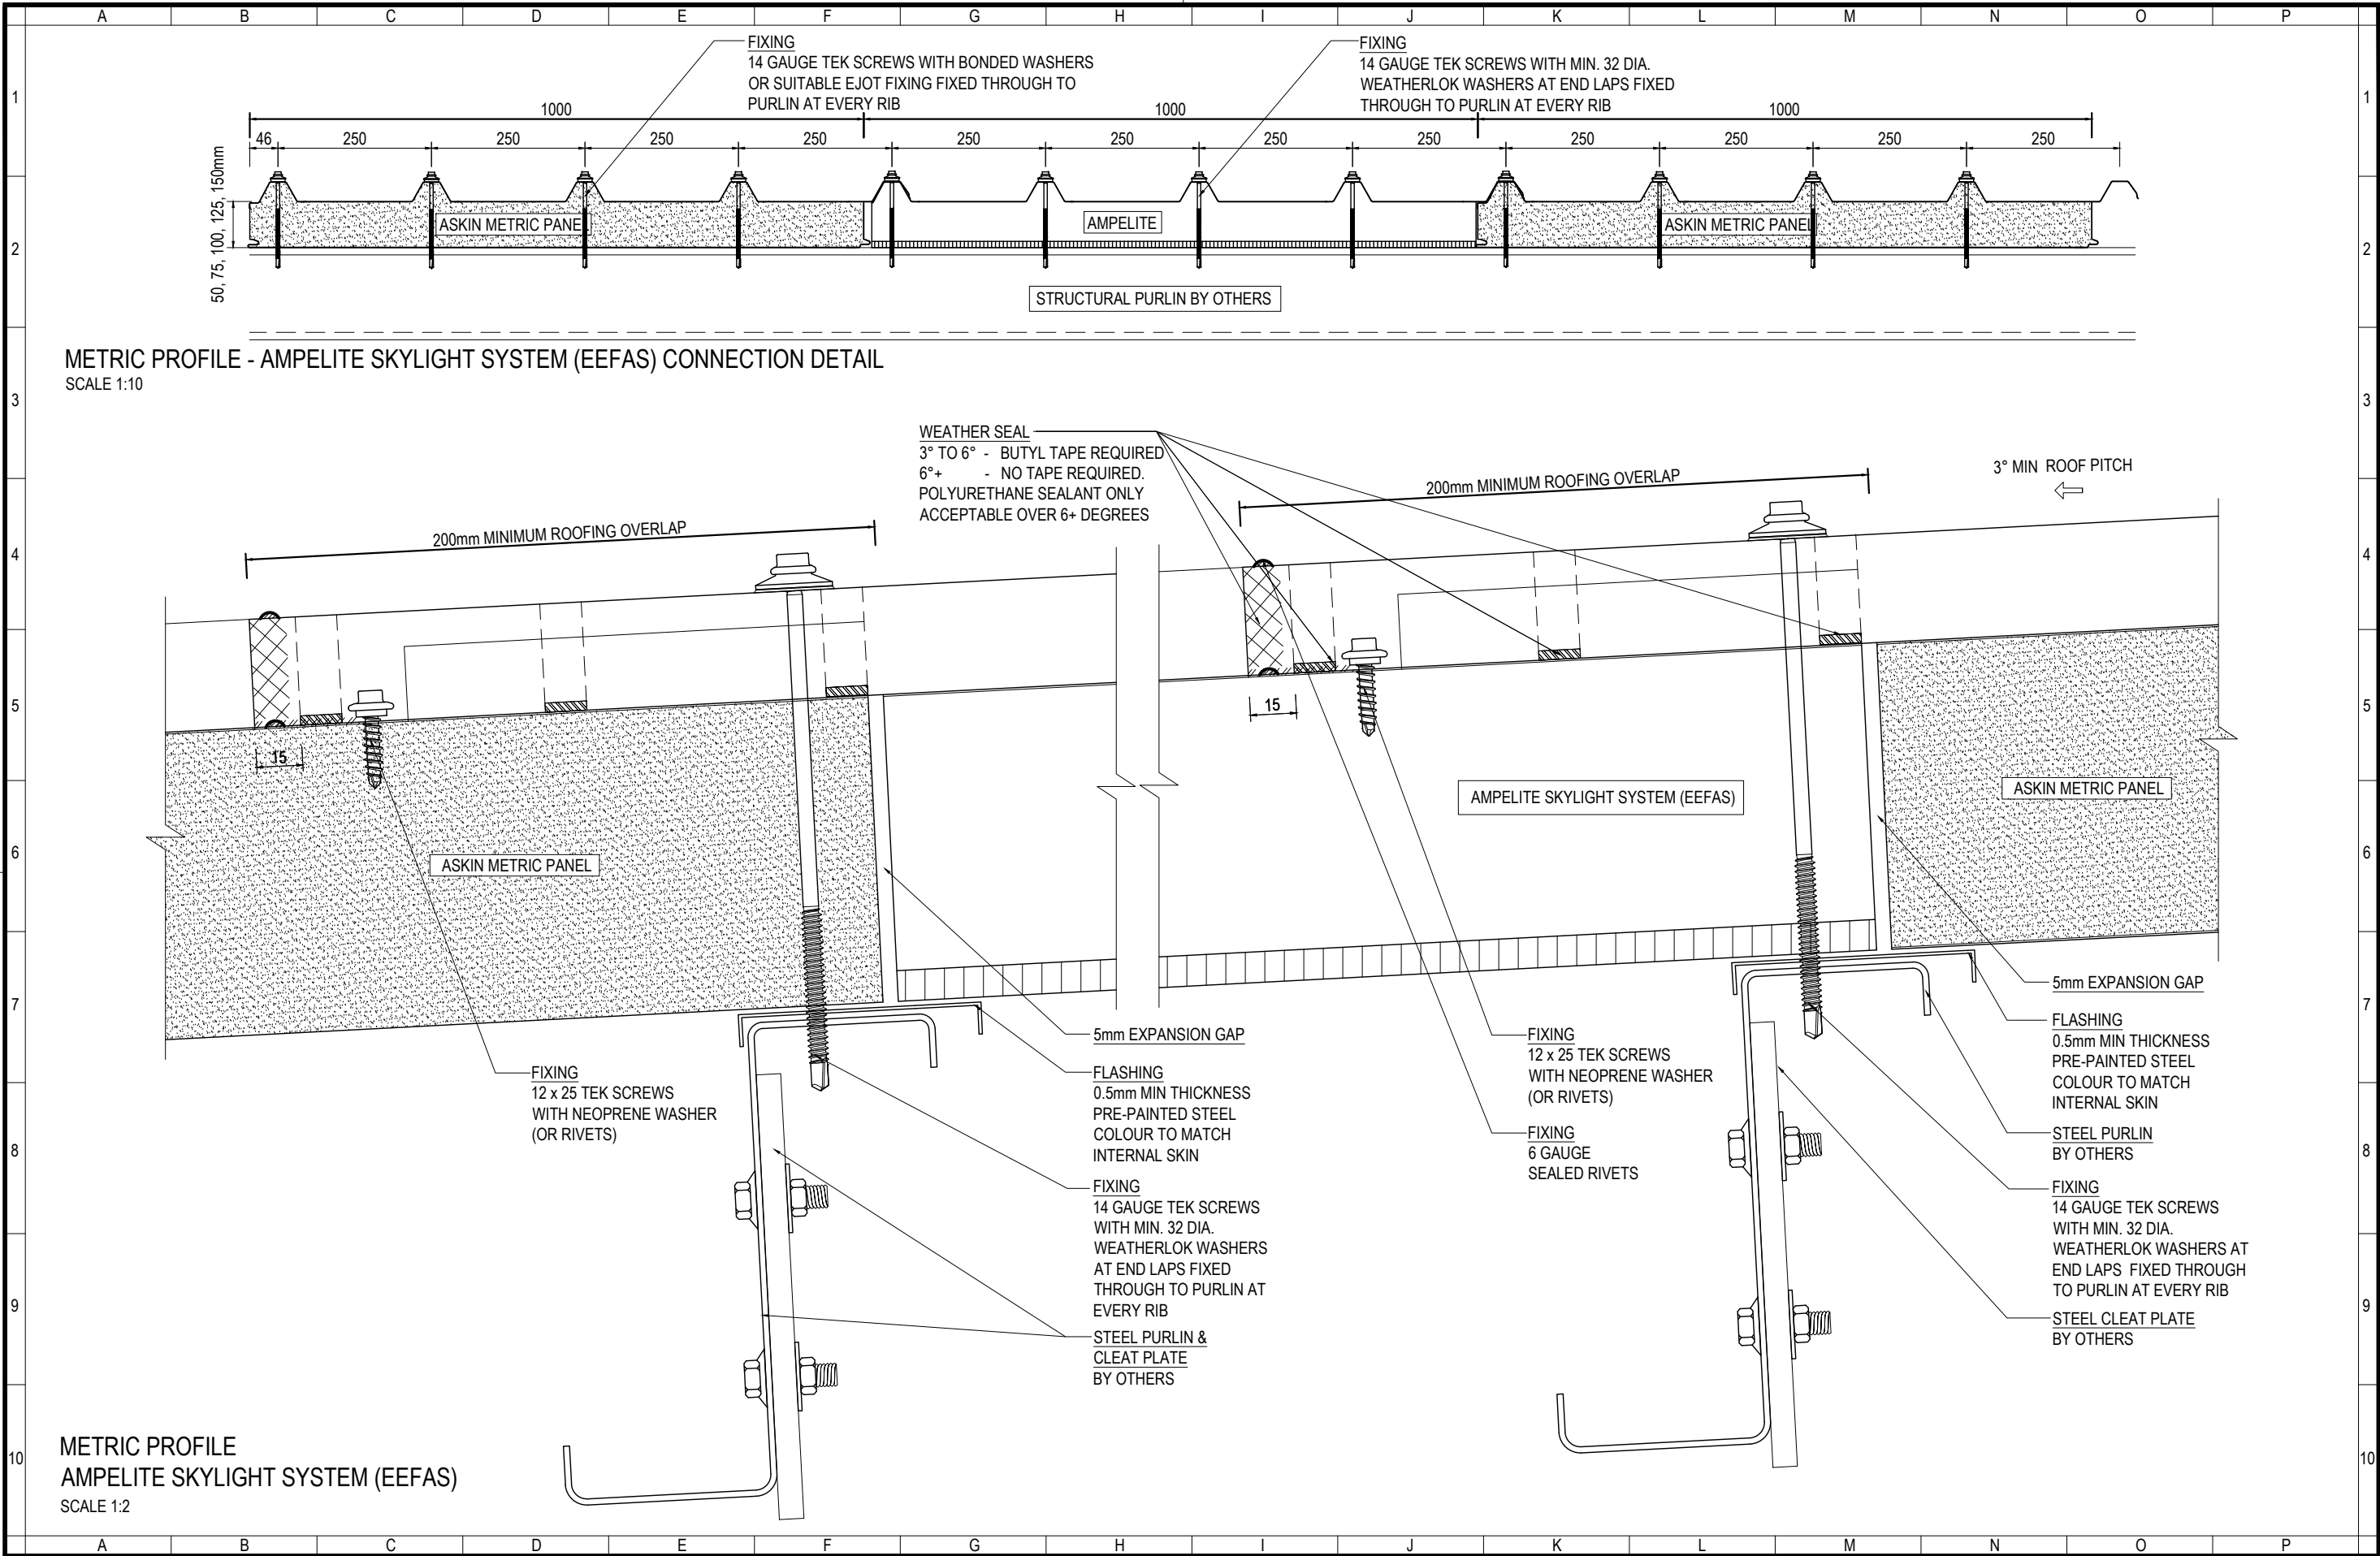 A B C D E F G H I J K L M N O P
FIXING
14 GAUGE TEK SCREWS WITH BONDED WASHERS
OR SUITABLE EJOT FIXING FIXED THROUGH TO
PURLIN AT EVERY RIB
FIXING
14 GAUGE TEK SCREWS WITH MIN. 32 DIA.
WEATHERLOK WASHERS AT END LAPS FIXED
THROUGH TO PURLIN AT EVERY RIB
1 1
1000 1000 1000
46 250 250 250 250 250 250 250 250 250 250 250 250
50, 75, 100, 125, 150mm
ASKIN METRIC PANEL
AMPELITE
ASKIN METRIC PANEL
2 2
STRUCTURAL PURLIN BY OTHERS
METRIC PROFILE - AMPELITE SKYLIGHT SYSTEM (EEFAS) CONNECTION DETAIL
SCALE 1:10
3 3
WEATHER SEAL
3° TO 6° - BUTYL TAPE REQUIRED
6°+ - NO TAPE REQUIRED.
POLYURETHANE SEALANT ONLY
ACCEPTABLE OVER 6+ DEGREES
3° MIN ROOF PITCH
200mm MINIMUM ROOFING OVERLAP
200mm MINIMUM ROOFING OVERLAP
4 4
5 5
15
15
AMPELITE SKYLIGHT SYSTEM (EEFAS)
ASKIN METRIC PANEL
ASKIN METRIC PANEL
6 6
7 7
FIXING
12 x 25 TEK SCREWS
WITH NEOPRENE WASHER
(OR RIVETS)
5mm EXPANSION GAP
FLASHING
0.5mm MIN THICKNESS
PRE-PAINTED STEEL
COLOUR TO MATCH
INTERNAL SKIN
FIXING
14 GAUGE TEK SCREWS
WITH MIN. 32 DIA.
WEATHERLOK WASHERS
AT END LAPS FIXED
THROUGH TO PURLIN AT
EVERY RIB
STEEL PURLIN &
CLEAT PLATE
BY OTHERS
FIXING
12 x 25 TEK SCREWS
WITH NEOPRENE WASHER
(OR RIVETS)
FIXING
6 GAUGE
SEALED RIVETS
5mm EXPANSION GAP
FLASHING
0.5mm MIN THICKNESS
PRE-PAINTED STEEL
COLOUR TO MATCH
INTERNAL SKIN
STEEL PURLIN
BY OTHERS
FIXING
14 GAUGE TEK SCREWS
WITH MIN. 32 DIA.
WEATHERLOK WASHERS AT
END LAPS FIXED THROUGH
TO PURLIN AT EVERY RIB
STEEL CLEAT PLATE
BY OTHERS
8 8
9 9
10 10
METRIC PROFILE
AMPELITE SKYLIGHT SYSTEM (EEFAS)
SCALE 1:2
A B C D E F G H I J K L M N O P